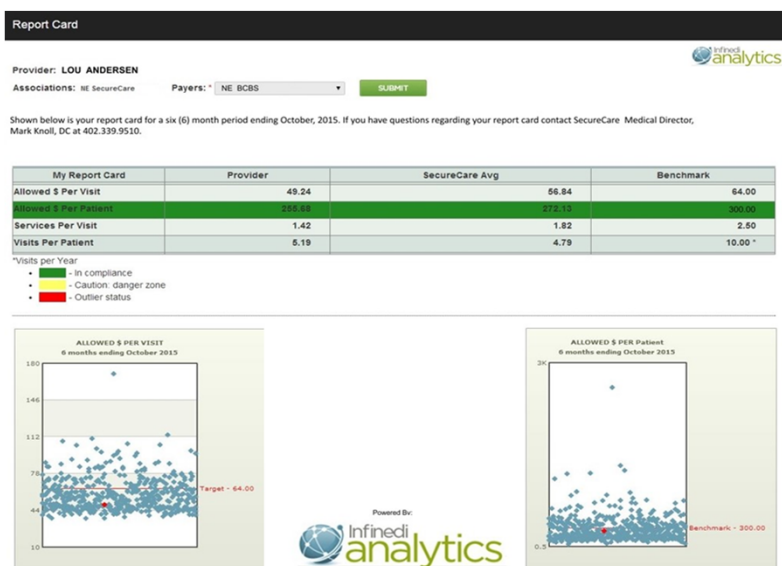 Report Card
Infinedi
analytics
Provider: LOU ANDERSEN
Associations: NE SecureCare Payers: * NE BCBS SUBMIT
Shown below is your report card for a six (6) month period ending October, 2015. If you have questions regarding your report card contact SecureCare Medical Director,
Mark Knoll, DC at 402.339.9510.
My Report Card Provider SecureCare Avg Benchmark
Allowed $ Per Visit 49.24 56.84 64.00
Allowed $ Per Patient 255.68 272.13 300.00
Services Per Visit 1.42 1.82 2.50
Visits Per Patient 5.19 4.79 10.00 *
*Visits per Year
- In compliance
- Caution: danger zone
- Outlier status
ALLOWED $ PER VISIT
6 months ending October 2015
180
146
112
78
Target - 64.00
44
10
Powered By:
Infinedi
analytics
ALLOWED $ PER Patient
6 months ending October 2015
3K
Benchmark - 300.00
0.5